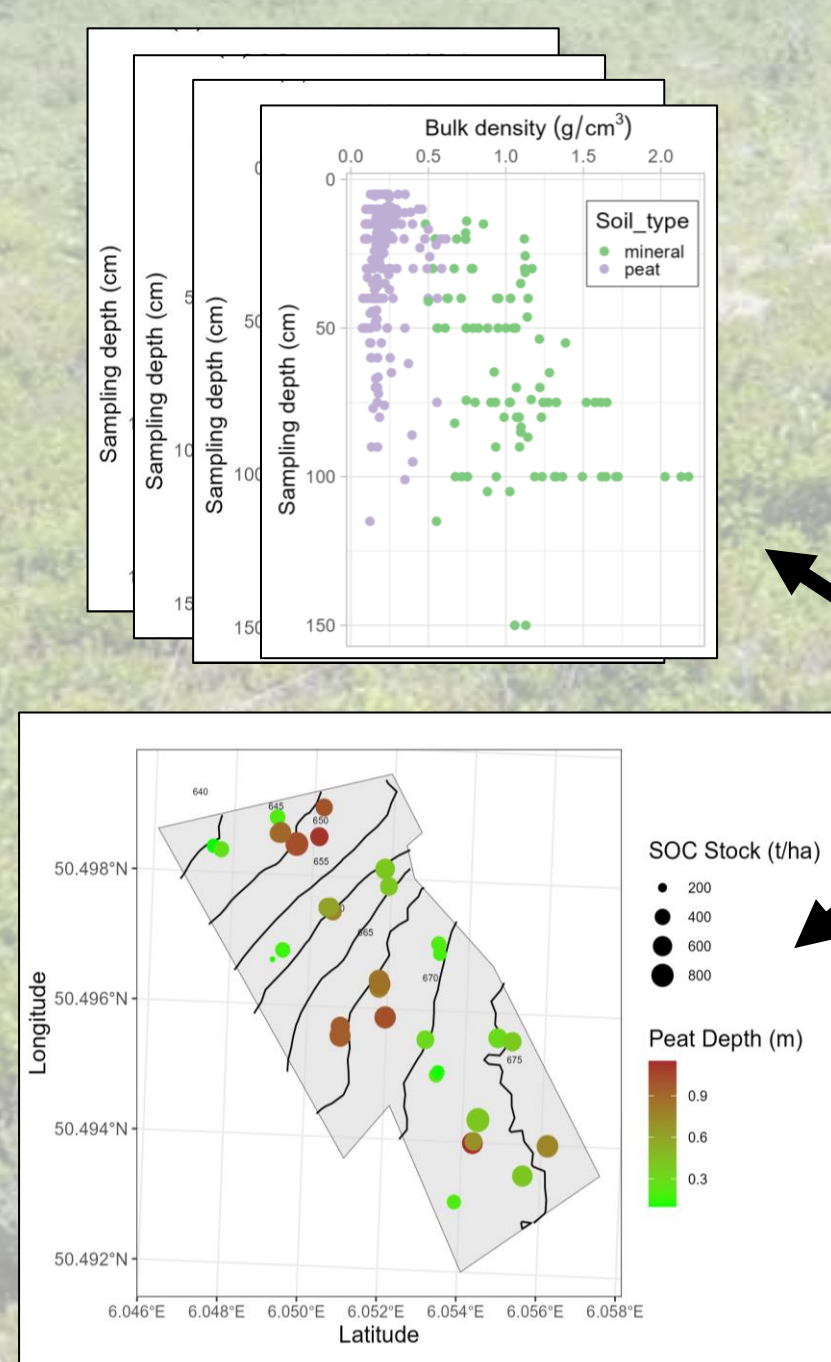 Sampling depth (cm)
Sampling depth (cm)
5
10
15
Sampling depth (cm)
50
100
150
Bulk density (g/cm³)
0.0 0.5 1.0 1.5 2.0
0
50
100
150
Sampling depth (cm)
Soil_type
mineral
peat
640
645
650
655
665
670
675
50.498°N
50.496°N
50.494°N
50.492°N
Longitude
6.046°E 6.048°E 6.050°E 6.052°E 6.054°E 6.056°E 6.058°E
Latitude
SOC Stock (t/ha)
200
400
600
800
Peat Depth (m)
0.9
0.6
0.3